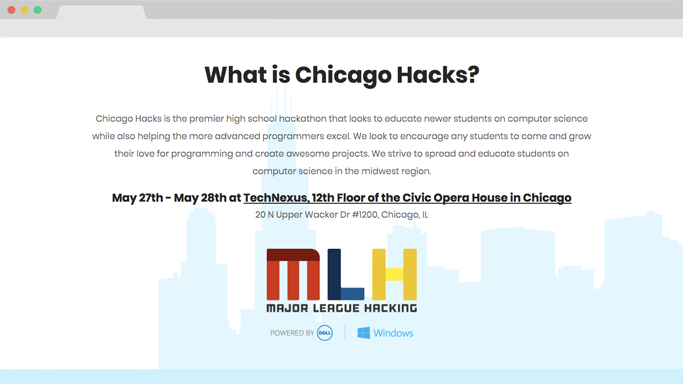 What is Chicago Hacks?
Chicago Hacks is the premier high school hackathon that looks to educate newer students on computer science
while also helping the more advanced programmers excel. We look to encourage any students to come and grow
their love for programming and create awesome projects. We strive to spread and educate students on
computer science in the midwest region.
May 27th - May 28th at TechNexus, 12th Floor of the Civic Opera House in Chicago
20 N Upper Wacker Dr #1200, Chicago, IL
MLH
MAJOR LEAGUE HACKING
POWERED BY DELL Windows